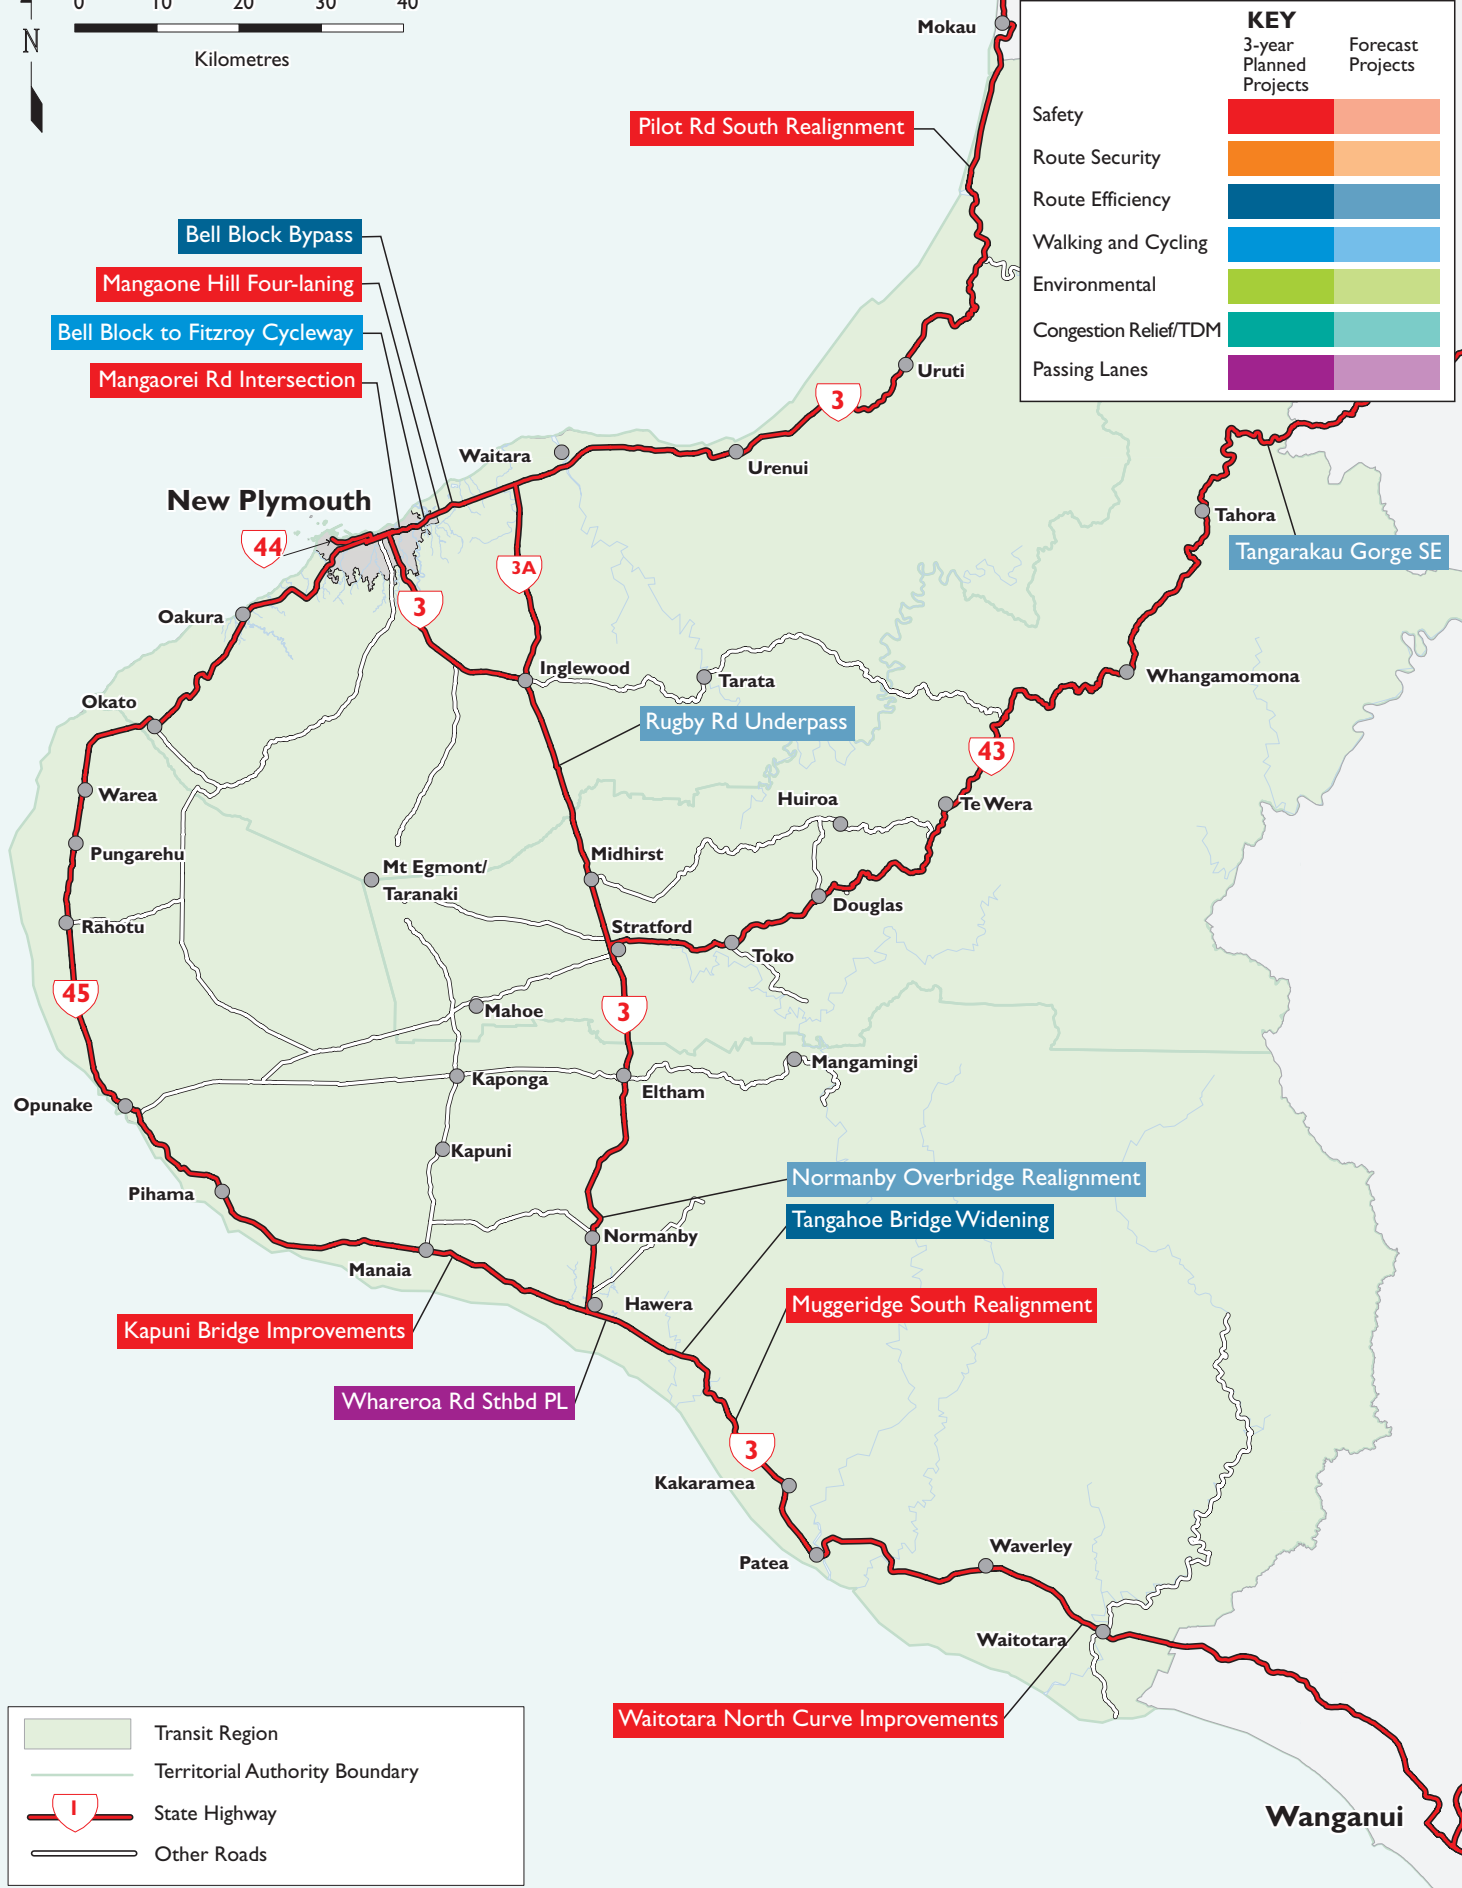 0 10 20 30 40
N
Kilometres
KEY
3-year
Planned
Projects
Forecast
Projects
Safety
Route Security
Route Efficiency
Walking and Cycling
Environmental
Congestion Relief/TDM
Passing Lanes
Mokau
Pilot Rd South Realignment
Bell Block Bypass
Mangaone Hill Four-laning
Bell Block to Fitzroy Cycleway
Mangaorei Rd Intersection
Uruti
3
Waitara
Urenui
New Plymouth
44
3A
3
Tahora
Tangarakau Gorge SE
Oakura
Inglewood
Tarata
Whangamomona
Okato
Rugby Rd Underpass
43
Warea
Huiroa
Te Wera
Pungarehu
Midhirst
Mt Egmont/
Taranaki
Douglas
Rahotu
Stratford
Toko
45
3
Mahoe
Mangamingi
Kaponga
Eltham
Opunake
Kapuni
Normanby Overbridge Realignment
Pihama
Tangahoe Bridge Widening
Normanby
Manaia
Hawera
Muggeridge South Realignment
Kapuni Bridge Improvements
Whareroa Rd Sthbd PL
3
Kakaramea
Patea
Waverley
Waitotara
Waitotara North Curve Improvements
Wanganui
Transit Region
Territorial Authority Boundary
1
State Highway
Other Roads